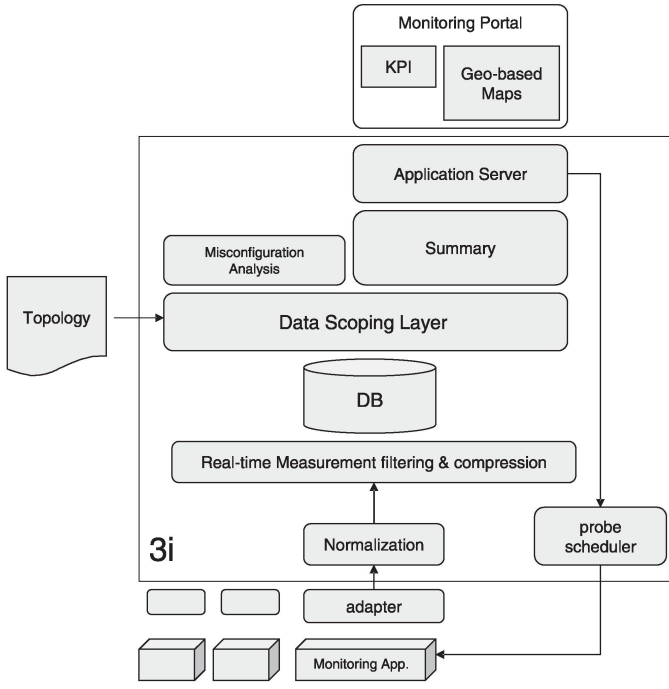 Monitoring Portal
KPI
Geo-based
Maps
Application Server
Misconfiguration
Analysis
Summary
Topology
Data Scoping Layer
DB
Real-time Measurement filtering & compression
3i
Normalization
probe
scheduler
adapter
Monitoring App.